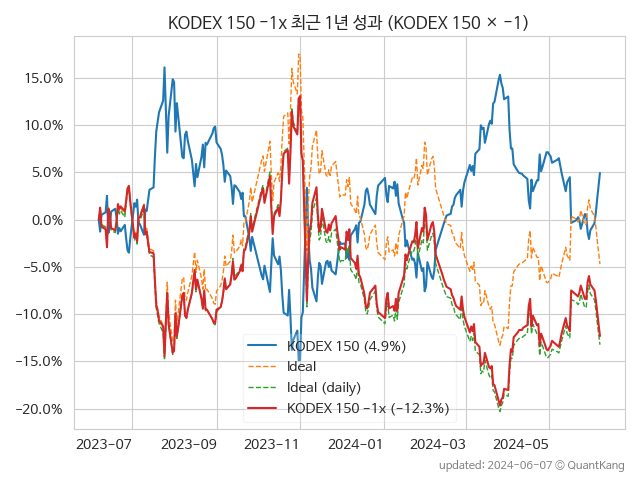 KODEX 150 -1x 최근 1년 성과 (KODEX 150 × -1)
15.0%
10.0%
5.0%
0.0%
-5.0%
-10.0%
-15.0%
-20.0%
KODEX 150 (4.9%)
Ideal
Ideal (daily)
KODEX 150 -1x (-12.3%)
2023-07
2023-09
2023-11
2024-01
2024-03
2024-05
updated: 2024-06-07 © QuantKang